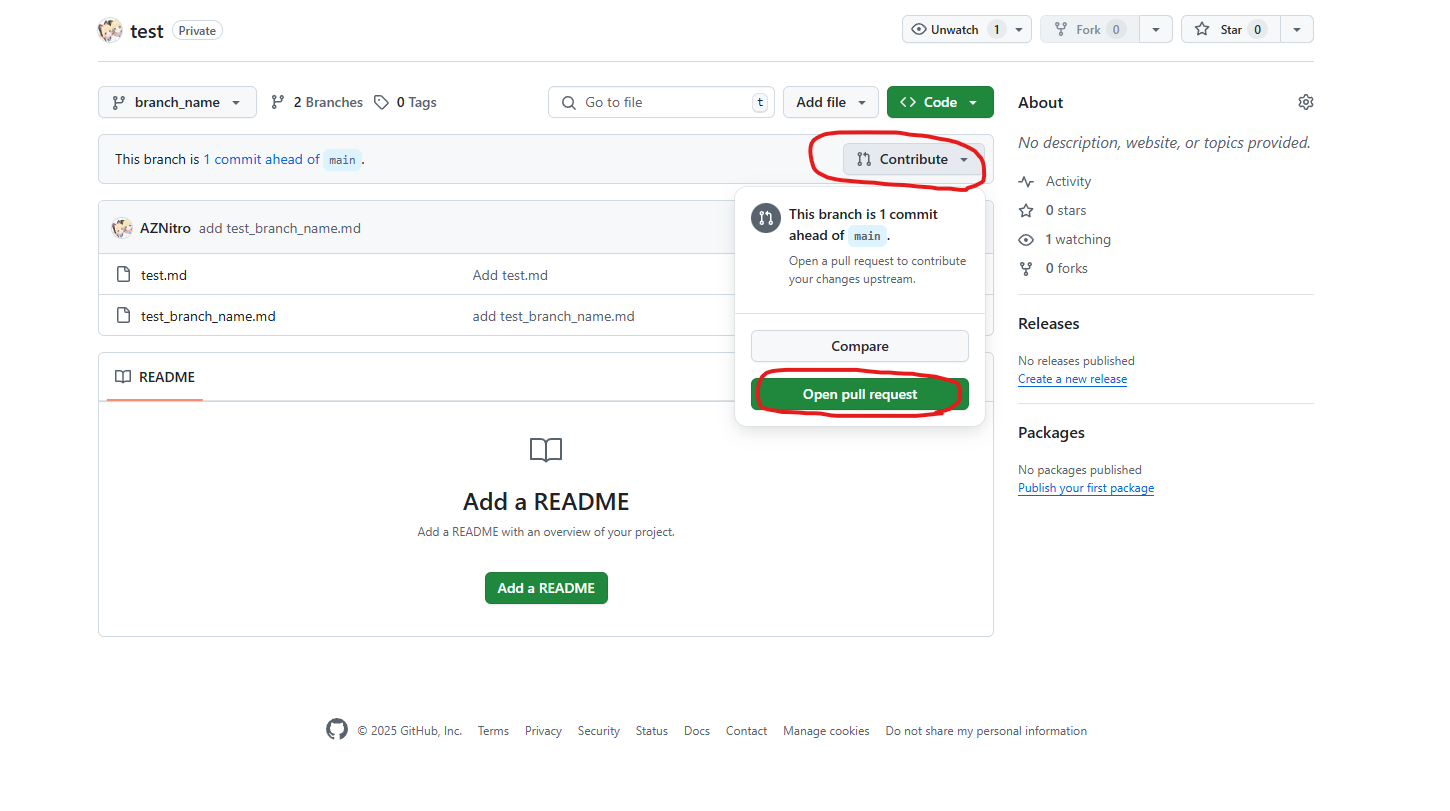 test Private
Unwatch 1
Fork 0
Star 0
branch_name
2 Branches
0 Tags
Go to file t
Add file
Code
This branch is 1 commit ahead of main .
Contribute
AZNitro add test_branch_name.md
test.md Add test.md
test_branch_name.md add test_branch_name.md
This branch is 1 commit
ahead of main .
Open a pull request to contribute
your changes upstream.
Compare
Open pull request
README
Add a README
Add a README with an overview of your project.
Add a README
About
No description, website, or topics provided.
Activity
0 stars
1 watching
0 forks
Releases
No releases published
Create a new release
Packages
No packages published
Publish your first package
© 2025 GitHub, Inc. Terms Privacy Security Status Docs Contact Manage cookies Do not share my personal information